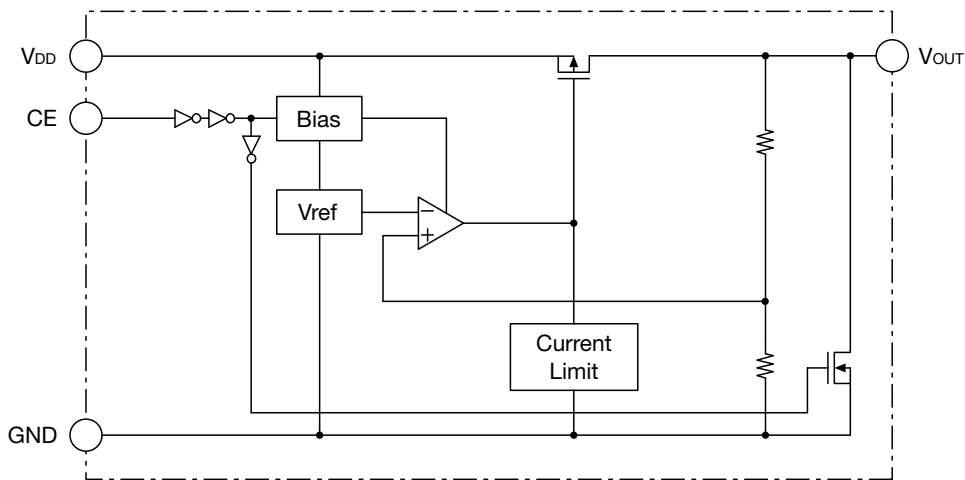 VDD
VOUT
CE
Bias
Vref
−
+
Current
Limit
GND